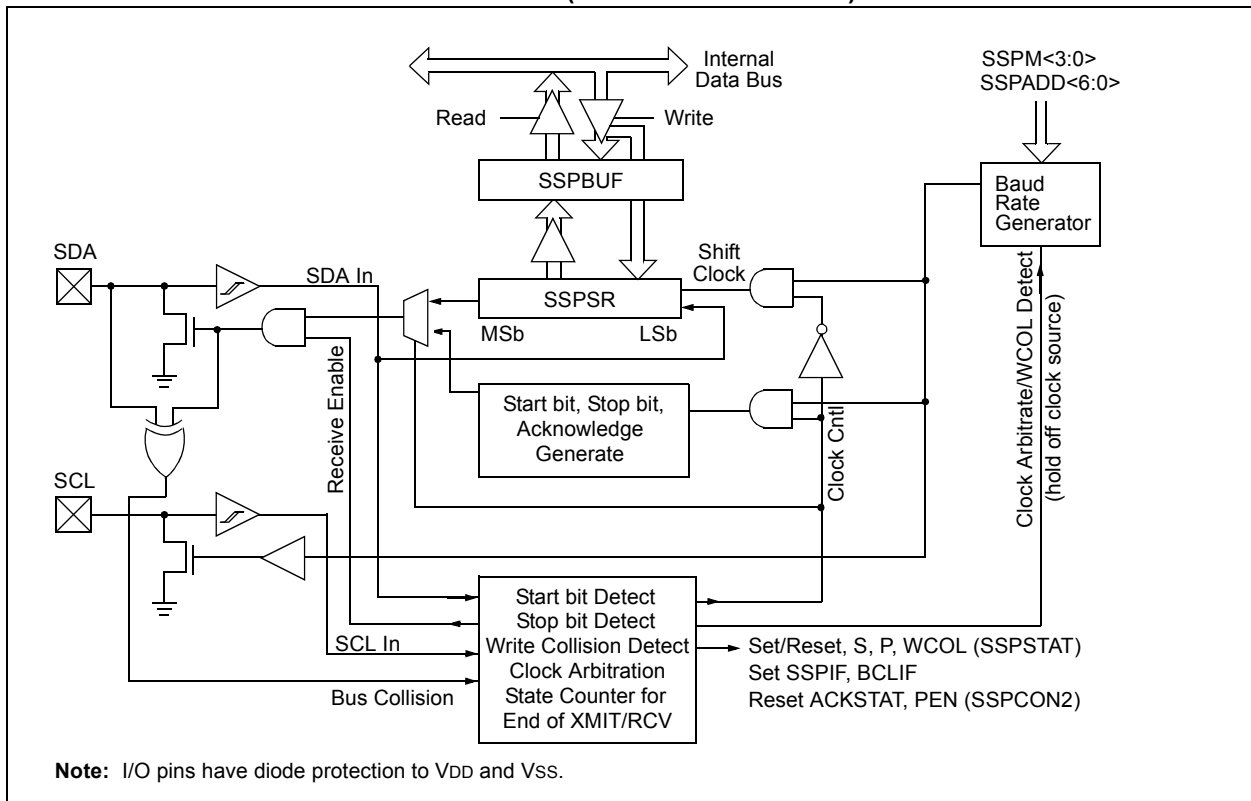 Internal
Data Bus
SSPM<3:0>
SSPADD<6:0>
Read
Write
SSPBUF
Baud
Rate
Generator
SDA
SDA In
Shift
Clock
SSPSR
MSb
LSb
Clock Arbitrate/WCOL Detect
(hold off clock source)
Receive Enable
Start bit, Stop bit,
Acknowledge
Generate
Clock Cntl
SCL
SCL In
Bus Collision
Start bit Detect
Stop bit Detect
Write Collision Detect
Clock Arbitration
State Counter for
End of XMIT/RCV
Set/Reset, S, P, WCOL (SSPSTAT)
Set SSPIF, BCLIF
Reset ACKSTAT, PEN (SSPCON2)
Note: I/O pins have diode protection to VDD and VSS.